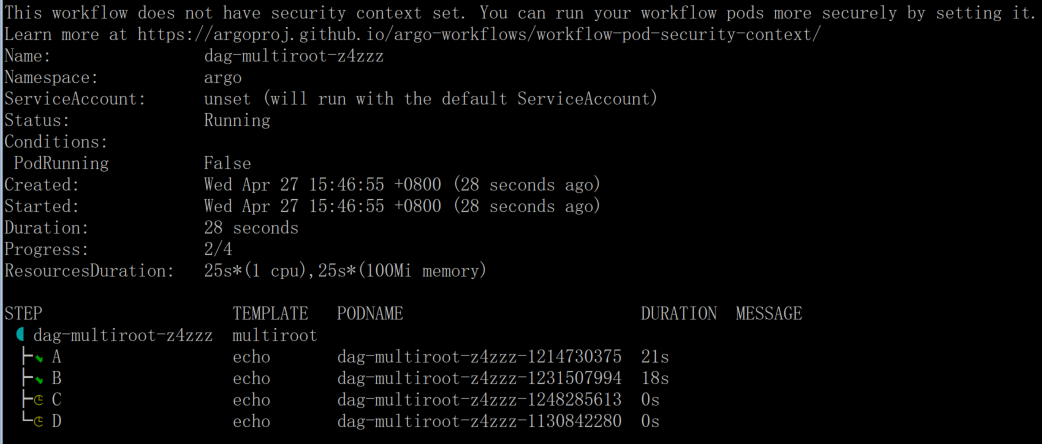 This workflow does not have security context set. You can run your workflow pods more securely by setting it.
Learn more at https://argoproj.github.io/argo-workflows/workflow-pod-security-context/
Name: dag-multiroot-z4zzz
Namespace: argo
ServiceAccount: unset (will run with the default ServiceAccount)
Status: Running
Conditions:
PodRunning False
Created: Wed Apr 27 15:46:55 +0800 (28 seconds ago)
Started: Wed Apr 27 15:46:55 +0800 (28 seconds ago)
Duration: 28 seconds
Progress: 2/4
ResourcesDuration: 25s*(1 cpu),25s*(100Mi memory)
STEP TEMPLATE PODNAME DURATION MESSAGE
dag-multiroot-z4zzz multiroot
A echo dag-multiroot-z4zzz-1214730375 21s
B echo dag-multiroot-z4zzz-1231507994 18s
C echo dag-multiroot-z4zzz-1248285613 0s
D echo dag-multiroot-z4zzz-1130842280 0s